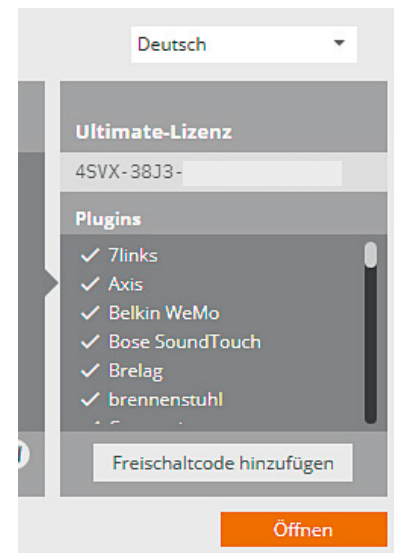 Deutsch
Ultimate-Lizenz
4SVX-38J3-
Plugins
7links
Axis
Belkin WeMo
Bose SoundTouch
Brelag
brennenstuhl
Freischaltcode hinzufügen
Öffnen